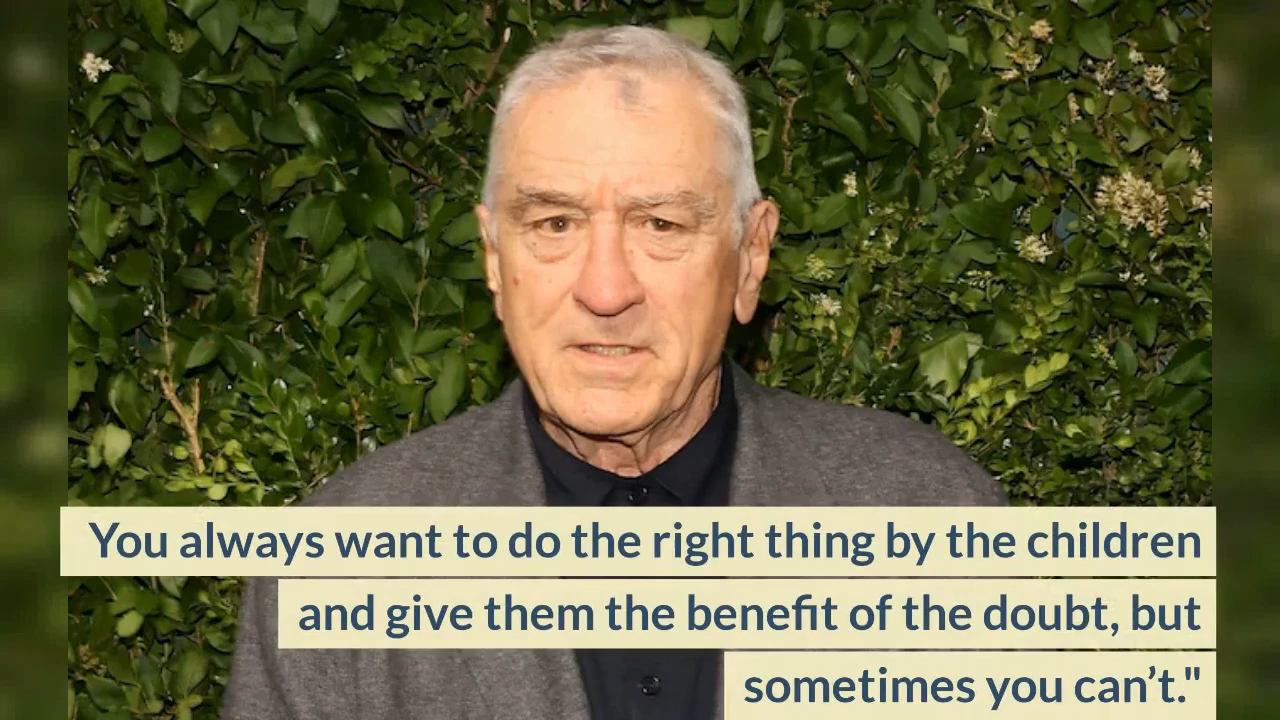 You always want to do the right thing by the children
and give them the benefit of the doubt, but
sometimes you can’t."